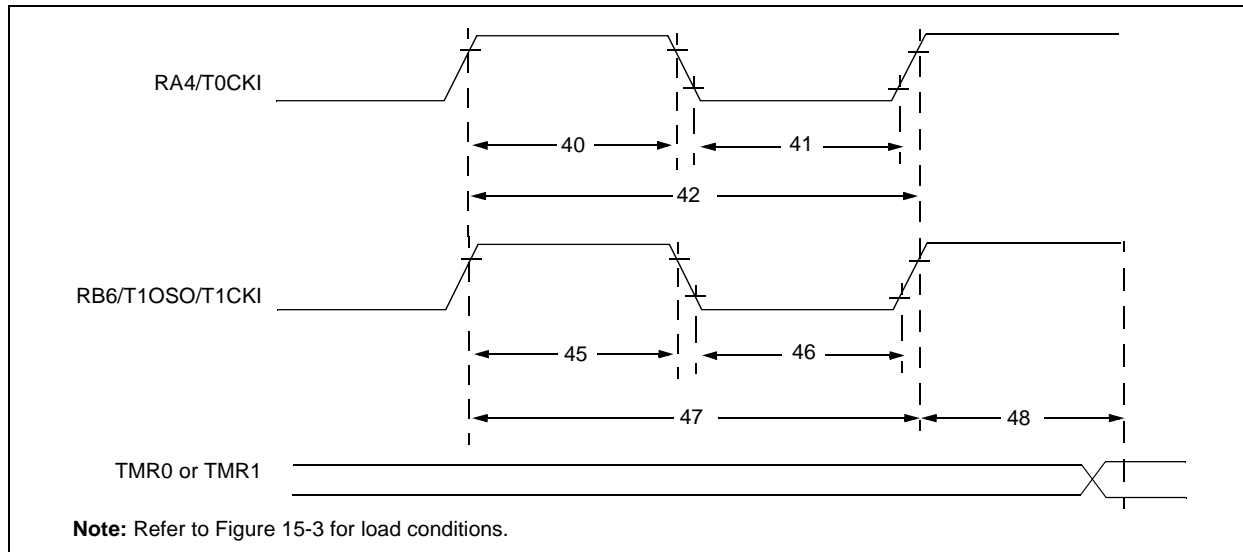 RA4/T0CKI
40
41
42
RB6/T1OSO/T1CKI
45
46
47
48
TMR0 or TMR1
Note: Refer to Figure 15-3 for load conditions.